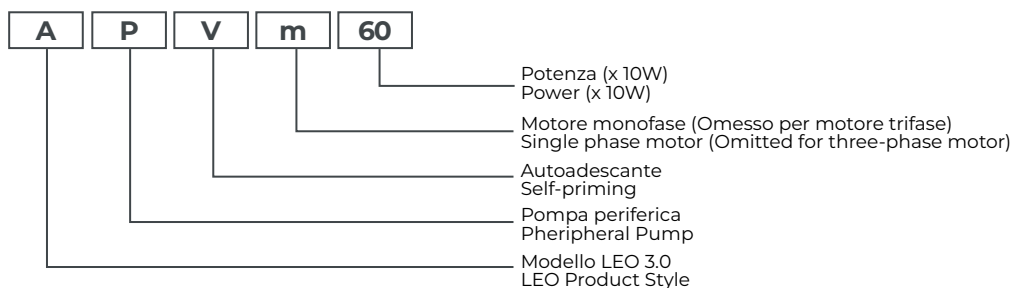 A P V m 60
Potenza (x 10W)
Power (x 10W)
Motore monofase (Omesso per motore trifase)
Single phase motor (Omitted for three-phase motor)
Autoadescante
Self-priming
Pompa periferica
Pheripheral Pump
Modello LEO 3.0
LEO Product Style